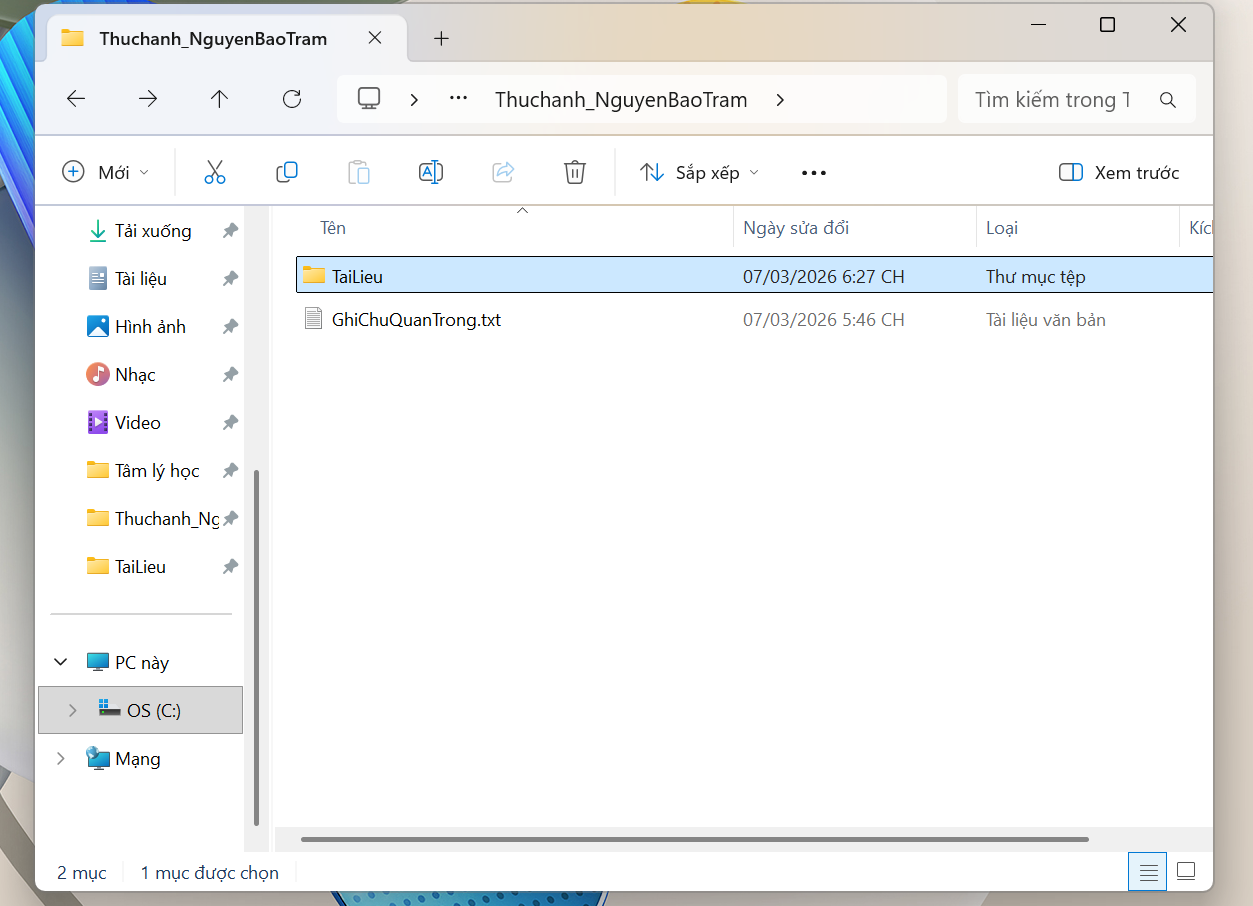 Thuchanh_NguyenBaoTram
Thuchanh_NguyenBaoTram
Tìm kiếm trong T
Mới
Sắp xếp
Xem trước
Tải xuống
Tài liệu
Hình ảnh
Nhạc
Video
Tâm lý học
Thuchanh_Ng
TaiLieu
PC này
OS (C:)
Mạng
Tên Ngày sửa đổi Loại Kíc
TaiLieu 07/03/2026 6:27 CH Thư mục tệp
GhiChuQuanTrong.txt 07/03/2026 5:46 CH Tài liệu văn bản
2 mục 1 mục được chọn